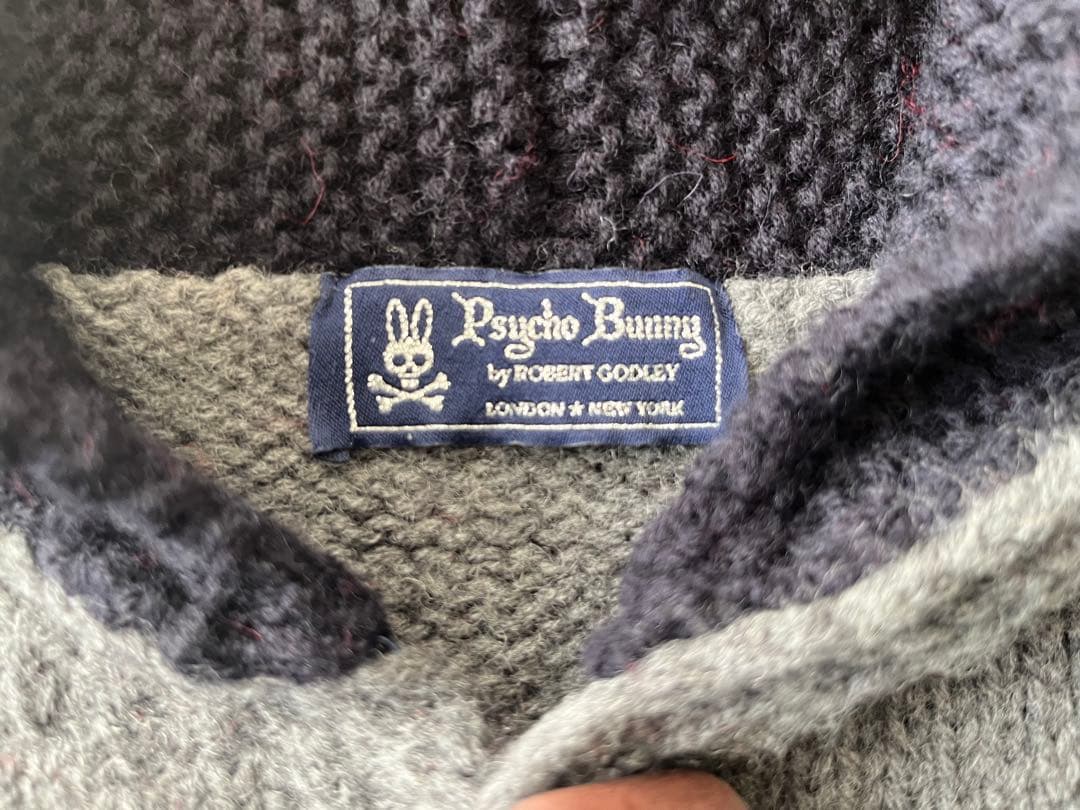 Psycho Bunny
by ROBERT GODLEY
LONDON ★ NEW YORK